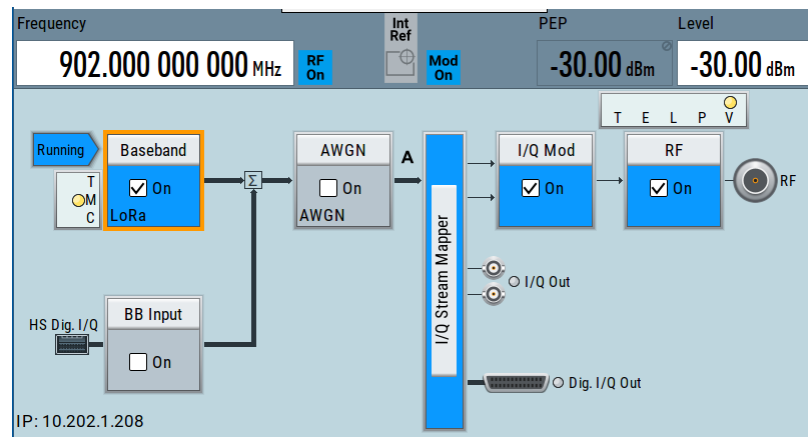 Frequency
Int
Ref
PEP
Level
902.000 000 000 MHz
RF
On
Mod
On
-30.00 dBm
-30.00 dBm
T E L P V
Running
Baseband
On
LoRa
T
M
C
Σ
AWGN
On
AWGN
A
I/Q Stream Mapper
I/Q Mod
On
RF
On
RF
I/Q Out
HS Dig. I/Q
BB Input
On
Dig. I/Q Out
IP: 10.202.1.208